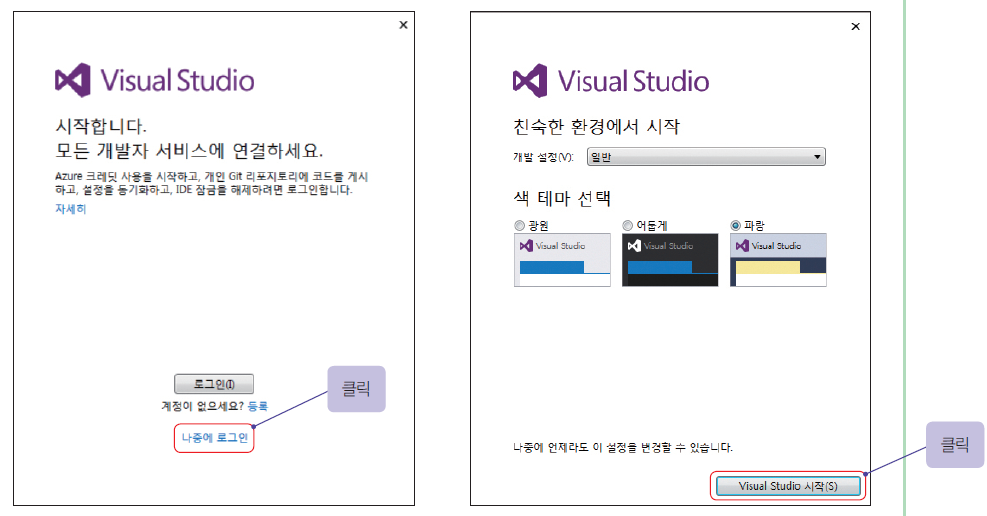 Visual Studio
시작합니다.
모든 개발자 서비스에 연결하세요.
Azure 크레딧 사용을 시작하고, 개인 Git 리포지토리에 코드를 게시
하고, 설정을 동기화하고, IDE 잠금을 해제하려면 로그인합니다.
자세히
로그인(I)
계정이 없으세요? 등록
나중에 로그인
클릭
Visual Studio
친숙한 환경에서 시작
개발 설정(V): 일반
색 테마 선택
광원 어둡게 파랑
Visual Studio Visual Studio Visual Studio
나중에 언제라도 이 설정을 변경할 수 있습니다.
Visual Studio 시작(S)
클릭